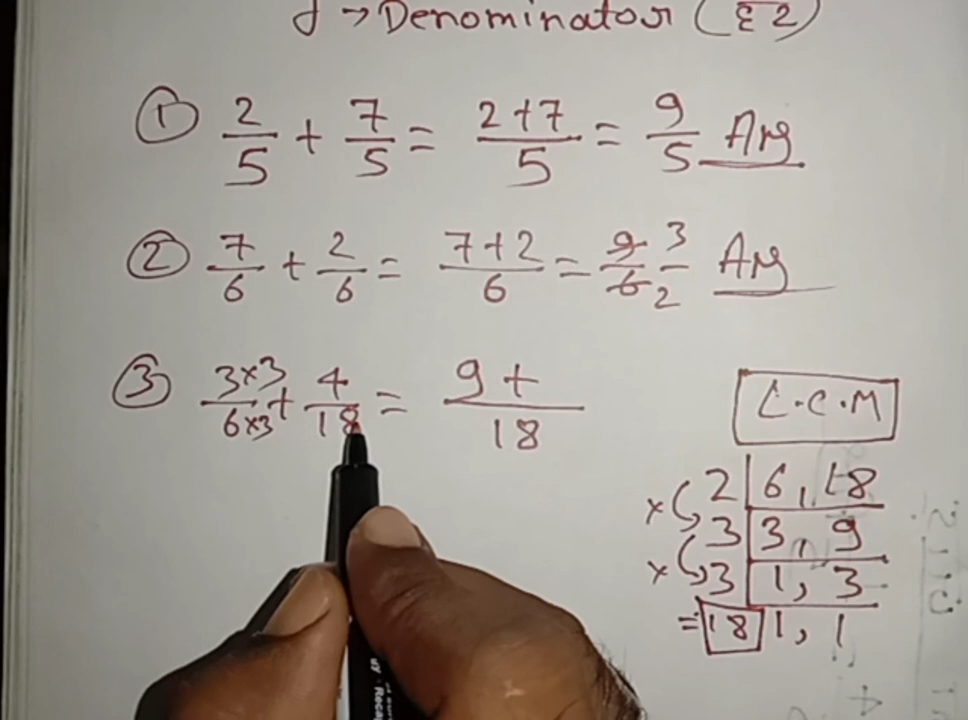 d → Denominator (हर)
① 2/5 + 7/5 = 2+7/5 = 9/5 Ans
② 7/6 + 2/6 = 7+2/6 = 9/6 3/2 Ans
③ 3×3/6×3 + 4/18 = 9+/18
L.C.M
× 2 | 6, 18
× 3 | 3, 9
3 | 1, 3
= 18 | 1, 1